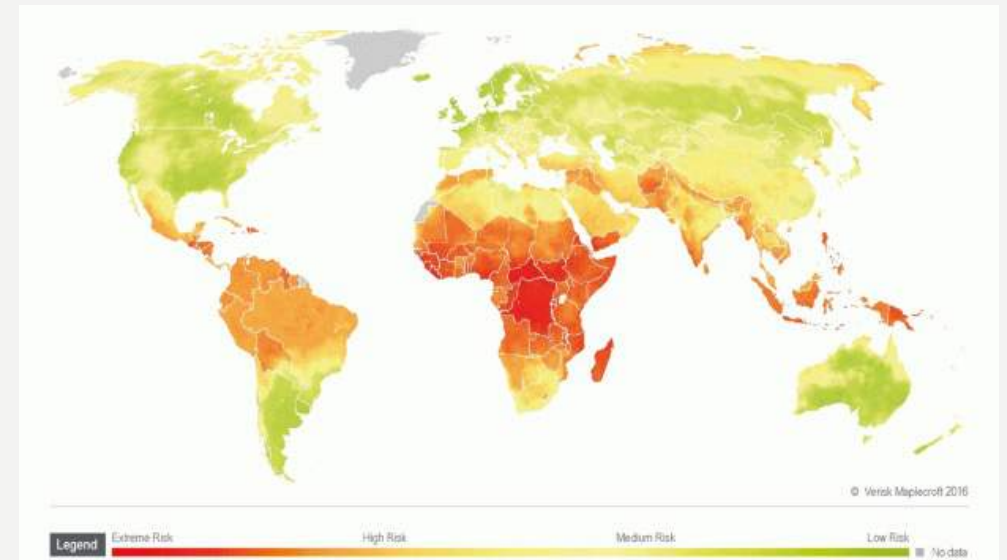 © Verisk Maplecroft 2016
Legend
Extreme Risk
High Risk
Medium Risk
Low Risk
No data